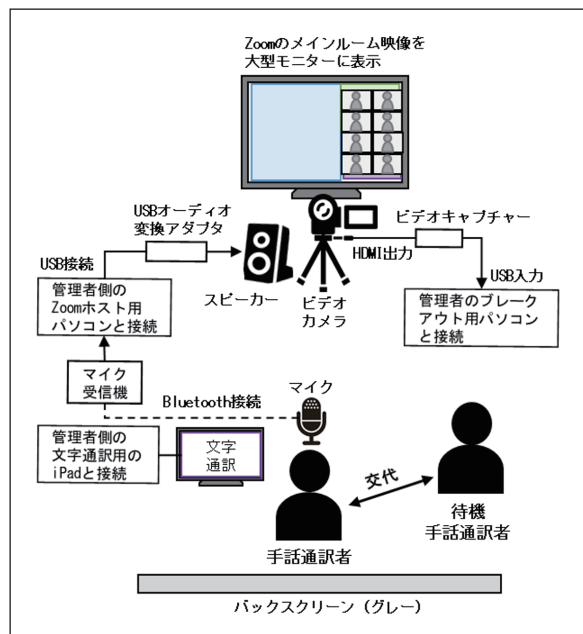 Zoomのメインルーム映像を
大型モニターに表示
USBオーディオ
変換アダプタ
ビデオキャプチャー
HDMI出力
USB接続
USB入力
スピーカー
ビデオ
カメラ
管理者側の
Zoomホスト用
パソコンと接続
管理者のブレーク
アウト用パソコン
と接続
マイク
受信機
Bluetooth接続
マイク
管理者側の
文字通訳用の
iPadと接続
文字
通訳
交代
待機
手話通訳者
手話通訳者
バックスクリーン（グレー）